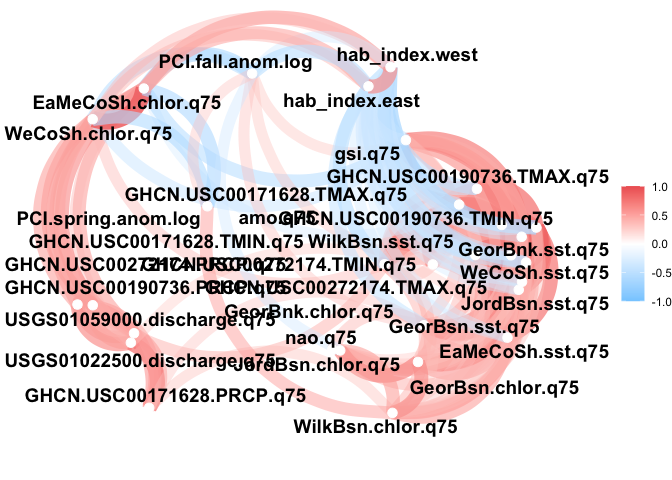 hab_index.west
PCI.fall.anom.log
EaMeCoSh.chlor.q75
hab_index.east
WeCoSh.chlor.q75
gsi.q75
GHCN.USC00190736.TMAX.q75
1.0
GHCN.USC00171628.TMAX.q75
0.5
PCI.spring.anom.log
amo.q75
GHCN.USC00190736.TMIN.q75
GHCN.USC00171628.TMIN.q75
WilkBsn.sst.q75
0.0
GeorBnk.sst.q75
GHCN.USC00272174.PRCP.q75
GHCN.USC00272174.TMIN.q75
WeCoSh.sst.q75
-0.5
GHCN.USC00190736.PRCP.q75
GHCN.USC00272174.TMAX.q75
-1.0
JordBsn.sst.q75
GeorBnk.chlor.q75
USGS01059000.discharge.q75
GeorBsn.sst.q75
nao.q75
EaMeCoSh.sst.q75
USGS01022500.discharge.q75
JordBsn.chlor.q75
GeorBsn.chlor.q75
GHCN.USC00171628.PRCP.q75
WilkBsn.chlor.q75